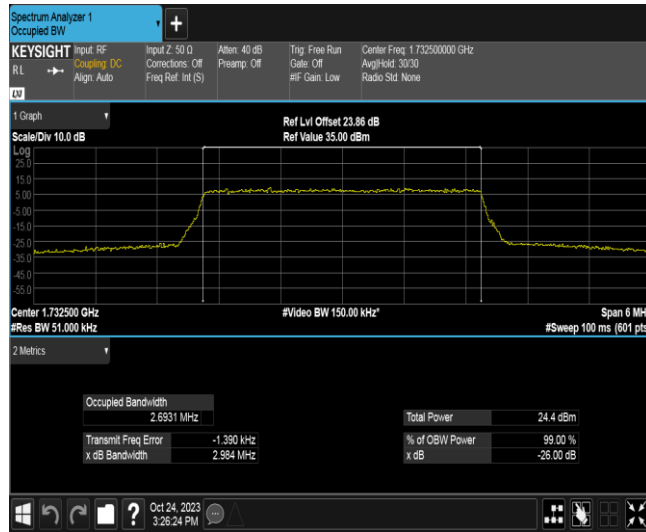 Spectrum Analyzer 1
Occupied BW
+
KEYSIGHT Input: RF Input Z: 50 Ω Atten: 40 dB Trig: Free Run Center Freq: 1.732500000 GHz
RL Coupling: DC Corrections: Off Preamp: Off Gate: Off Avg|Hold: 30/30
Align: Auto Freq Ref: Int (S) #IF Gain: Low Radio Std: None
LXI
1 Graph
Ref Lvl Offset 23.86 dB
Scale/Div 10.0 dB Ref Value 35.00 dBm
Log
25.0
15.0
5.00
-5.00
-15.0
-25.0
-35.0
-45.0
-55.0
Center 1.732500 GHz #Video BW 150.00 kHz* Span 6 MH
#Res BW 51.000 kHz #Sweep 100 ms (601 pts
2 Metrics
Occupied Bandwidth
2.6931 MHz Total Power 24.4 dBm
Transmit Freq Error -1.390 kHz % of OBW Power 99.00 %
x dB Bandwidth 2.984 MHz x dB -26.00 dB
? Oct 24, 2023
3:26:24 PM